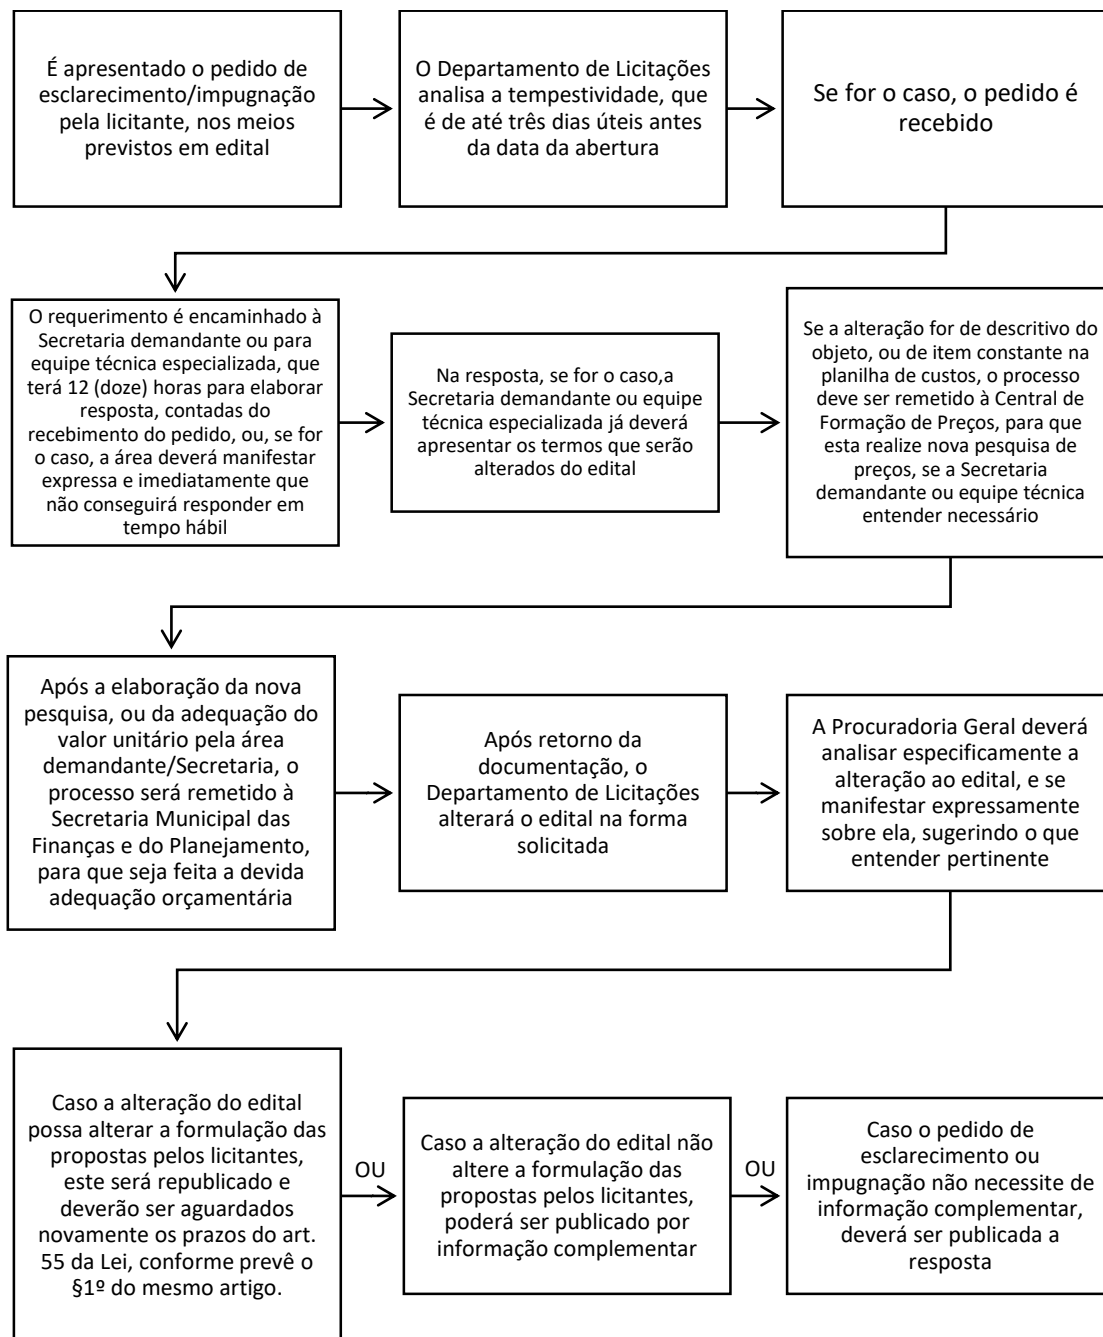 É apresentado o pedido de
esclarecimento/impugnação
pela licitante, nos meios
previstos em edital
O Departamento de Licitações
analisa a tempestividade, que
é de até três dias úteis antes
da data da abertura
Se for o caso, o pedido é
recebido
O requerimento é encaminhado à
Secretaria demandante ou para
equipe técnica especializada, que
terá 12 (doze) horas para elaborar
resposta, contadas do
recebimento do pedido, ou, se for
o caso, a área deverá manifestar
expressa e imediatamente que
não conseguirá responder em
tempo hábil
Na resposta, se for o caso,a
Secretaria demandante ou equipe
técnica especializada já deverá
apresentar os termos que serão
alterados do edital
Se a alteração for de descritivo do
objeto, ou de item constante na
planilha de custos, o processo
deve ser remetido à Central de
Formação de Preços, para que
esta realize nova pesquisa de
preços, se a Secretaria
demandante ou equipe técnica
entender necessário
Após a elaboração da nova
pesquisa, ou da adequação do
valor unitário pela área
demandante/Secretaria, o
processo será remetido à
Secretaria Municipal das
Finanças e do Planejamento,
para que seja feita a devida
adequação orçamentária
Após retorno da
documentação, o
Departamento de Licitações
alterará o edital na forma
solicitada
A Procuradoria Geral deverá
analisar especificamente a
alteração ao edital, e se
manifestar expressamente
sobre ela, sugerindo o que
entender pertinente
Caso a alteração do edital
possa alterar a formulação das
propostas pelos licitantes,
este será republicado e
deverão ser aguardados
novamente os prazos do art.
55 da Lei, conforme prevê o
§1º do mesmo artigo.
OU
Caso a alteração do edital não
altere a formulação das
propostas pelos licitantes,
poderá ser publicado por
informação complementar
OU
Caso o pedido de
esclarecimento ou
impugnação não necessite de
informação complementar,
deverá ser publicada a
resposta